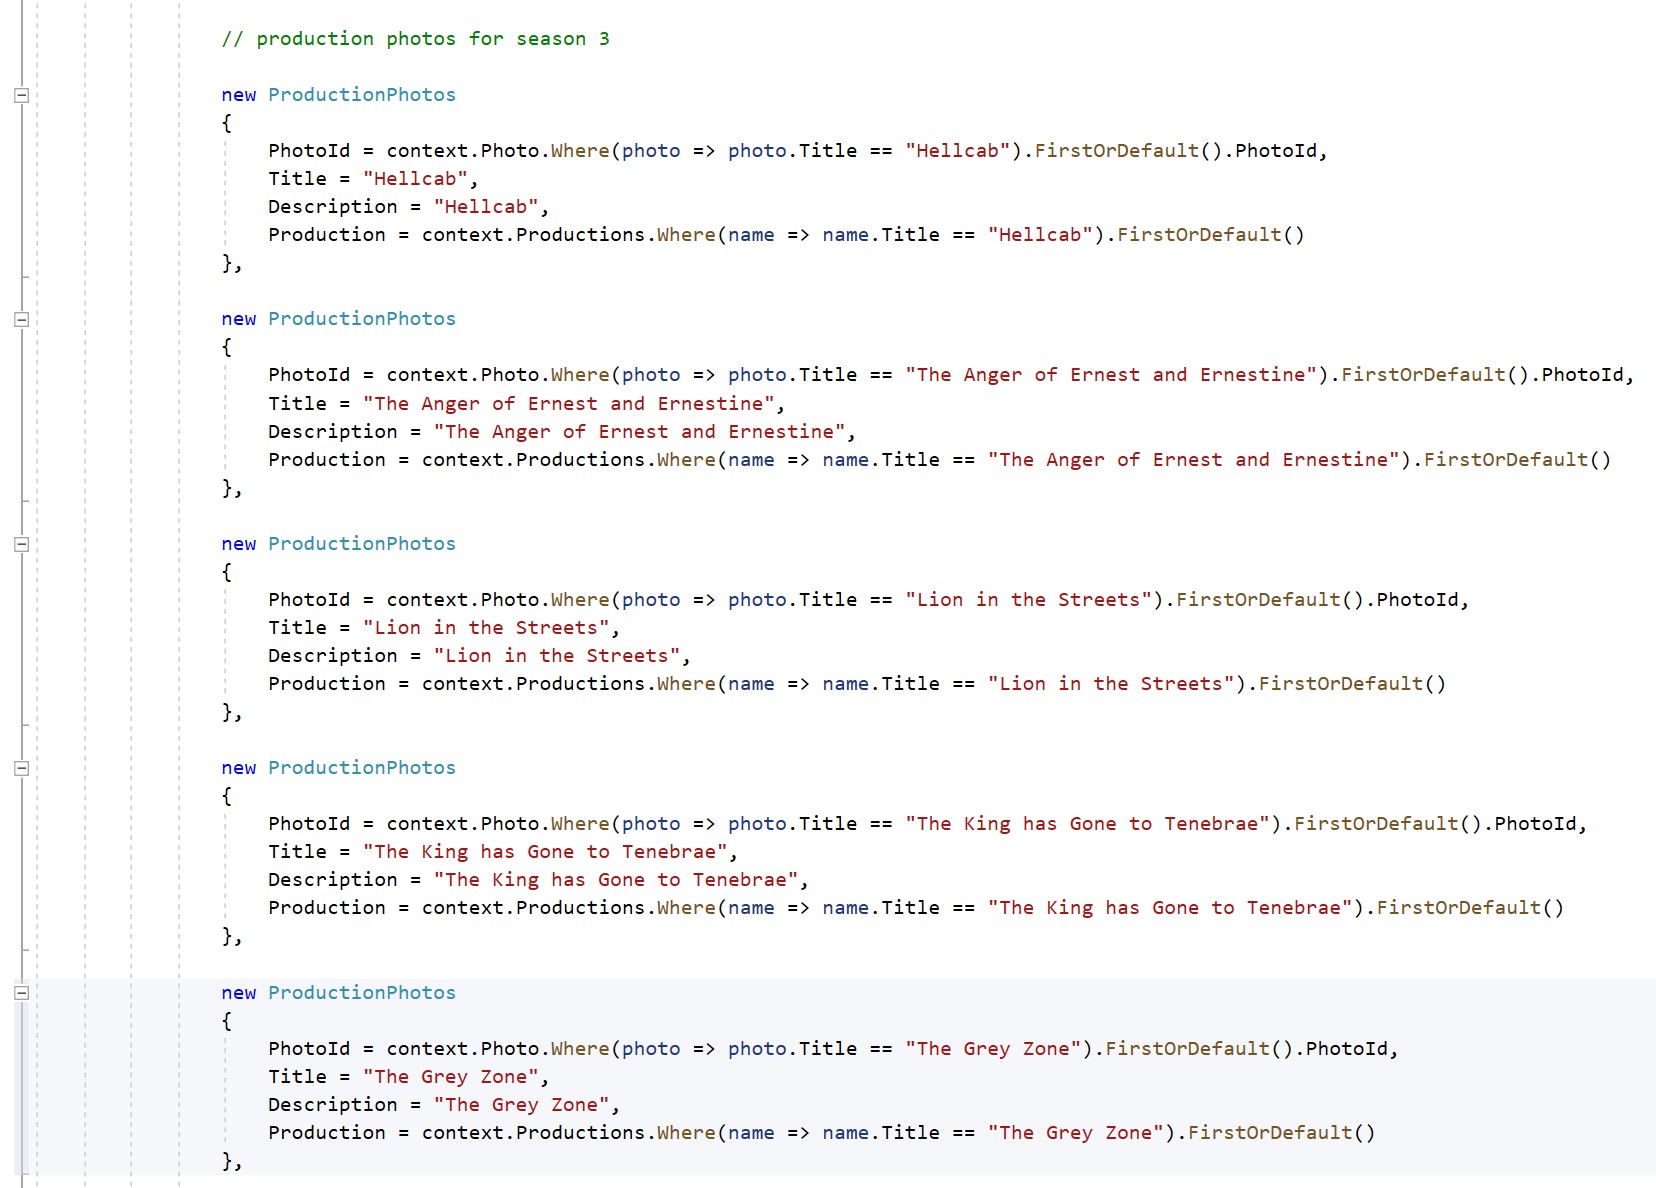 // production photos for season 3
new ProductionPhotos
{
PhotoId = context.Photo.Where(photo => photo.Title == "Hellcab").FirstOrDefault().PhotoId,
Title = "Hellcab",
Description = "Hellcab",
Production = context.Productions.Where(name => name.Title == "Hellcab").FirstOrDefault()
},
new ProductionPhotos
{
PhotoId = context.Photo.Where(photo => photo.Title == "The Anger of Ernest and Ernestine").FirstOrDefault().PhotoId,
Title = "The Anger of Ernest and Ernestine",
Description = "The Anger of Ernest and Ernestine",
Production = context.Productions.Where(name => name.Title == "The Anger of Ernest and Ernestine").FirstOrDefault()
},
new ProductionPhotos
{
PhotoId = context.Photo.Where(photo => photo.Title == "Lion in the Streets").FirstOrDefault().PhotoId,
Title = "Lion in the Streets",
Description = "Lion in the Streets",
Production = context.Productions.Where(name => name.Title == "Lion in the Streets").FirstOrDefault()
},
new ProductionPhotos
{
PhotoId = context.Photo.Where(photo => photo.Title == "The King has Gone to Tenebrae").FirstOrDefault().PhotoId,
Title = "The King has Gone to Tenebrae",
Description = "The King has Gone to Tenebrae",
Production = context.Productions.Where(name => name.Title == "The King has Gone to Tenebrae").FirstOrDefault()
},
new ProductionPhotos
{
PhotoId = context.Photo.Where(photo => photo.Title == "The Grey Zone").FirstOrDefault().PhotoId,
Title = "The Grey Zone",
Description = "The Grey Zone",
Production = context.Productions.Where(name => name.Title == "The Grey Zone").FirstOrDefault()
},